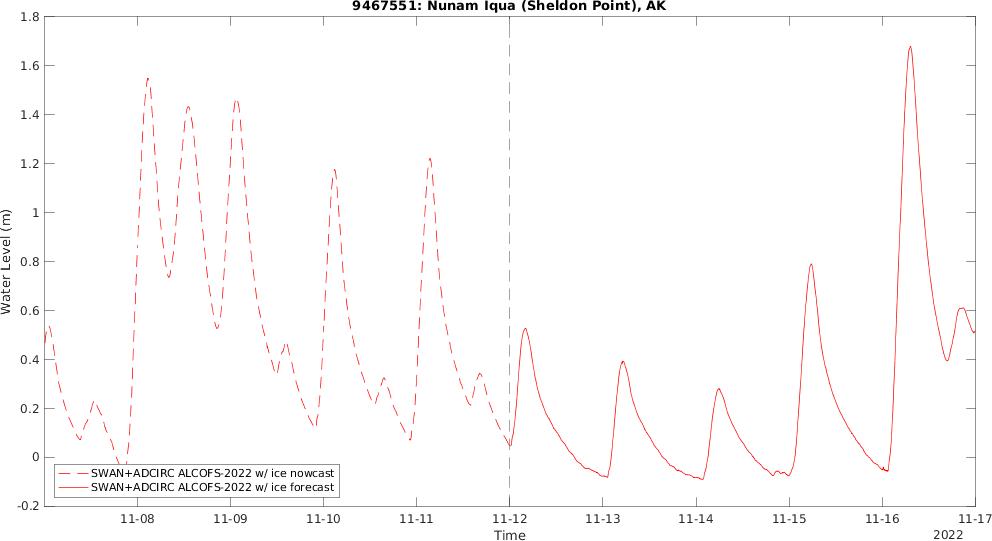 9467551: Nunam Iqua (Sheldon Point), AK
Water Level (m)
1.8
1.6
1.4
1.2
1
0.8
0.6
0.4
0.2
0
-0.2
SWAN+ADCIRC ALCOFS-2022 w/ ice nowcast
SWAN+ADCIRC ALCOFS-2022 w/ ice forecast
11-08 11-09 11-10 11-11 11-12 11-13 11-14 11-15 11-16 11-17
Time
2022